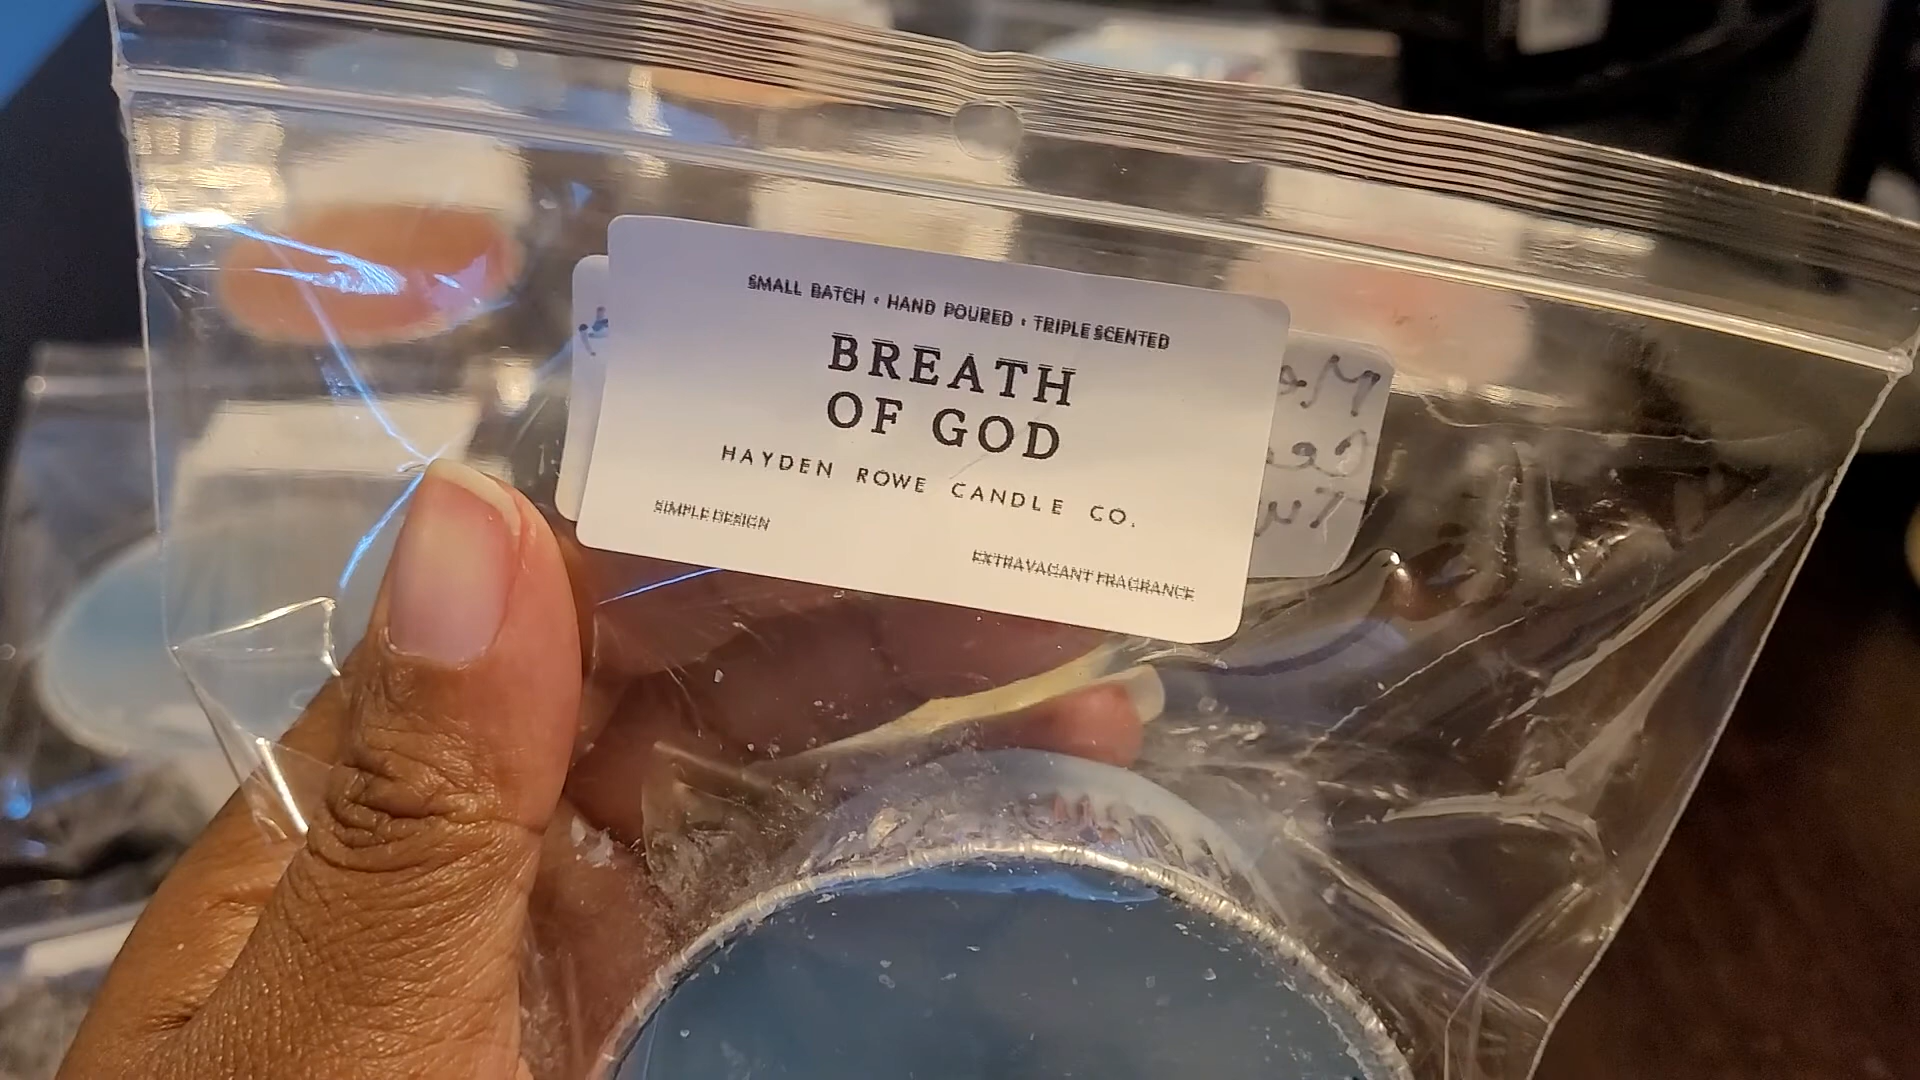 SMALL BATCH • HAND POURED • TRIPLE SCENTED
BREATH
OF GOD
HAYDEN ROWE CANDLE CO.
SIMPLE DESIGN
EXTRAVAGANT FRAGRANCE